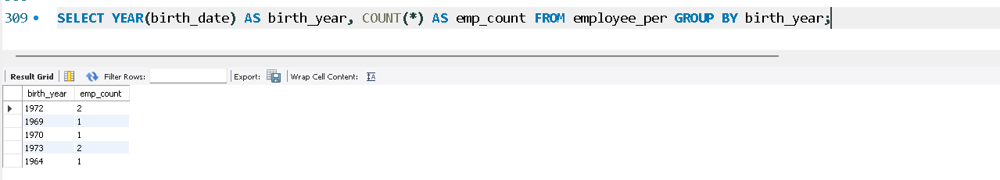 309 SELECT YEAR(birth_date) AS birth_year, COUNT(*) AS emp_count FROM employee_per GROUP BY birth_year;
Result Grid Filter Rows: Export: Wrap Cell Content:
birth_year emp_count
1972 2
1969 1
1970 1
1973 2
1964 1